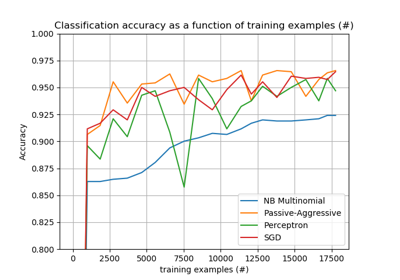 Classification accuracy as a function of training examples (#)
1.000
0.975
0.950
0.925
0.900
0.875
0.850
0.825
0.800
Accuracy
0 2500 5000 7500 10000 12500 15000 17500
training examples (#)
NB Multinomial
Passive-Aggressive
Perceptron
SGD